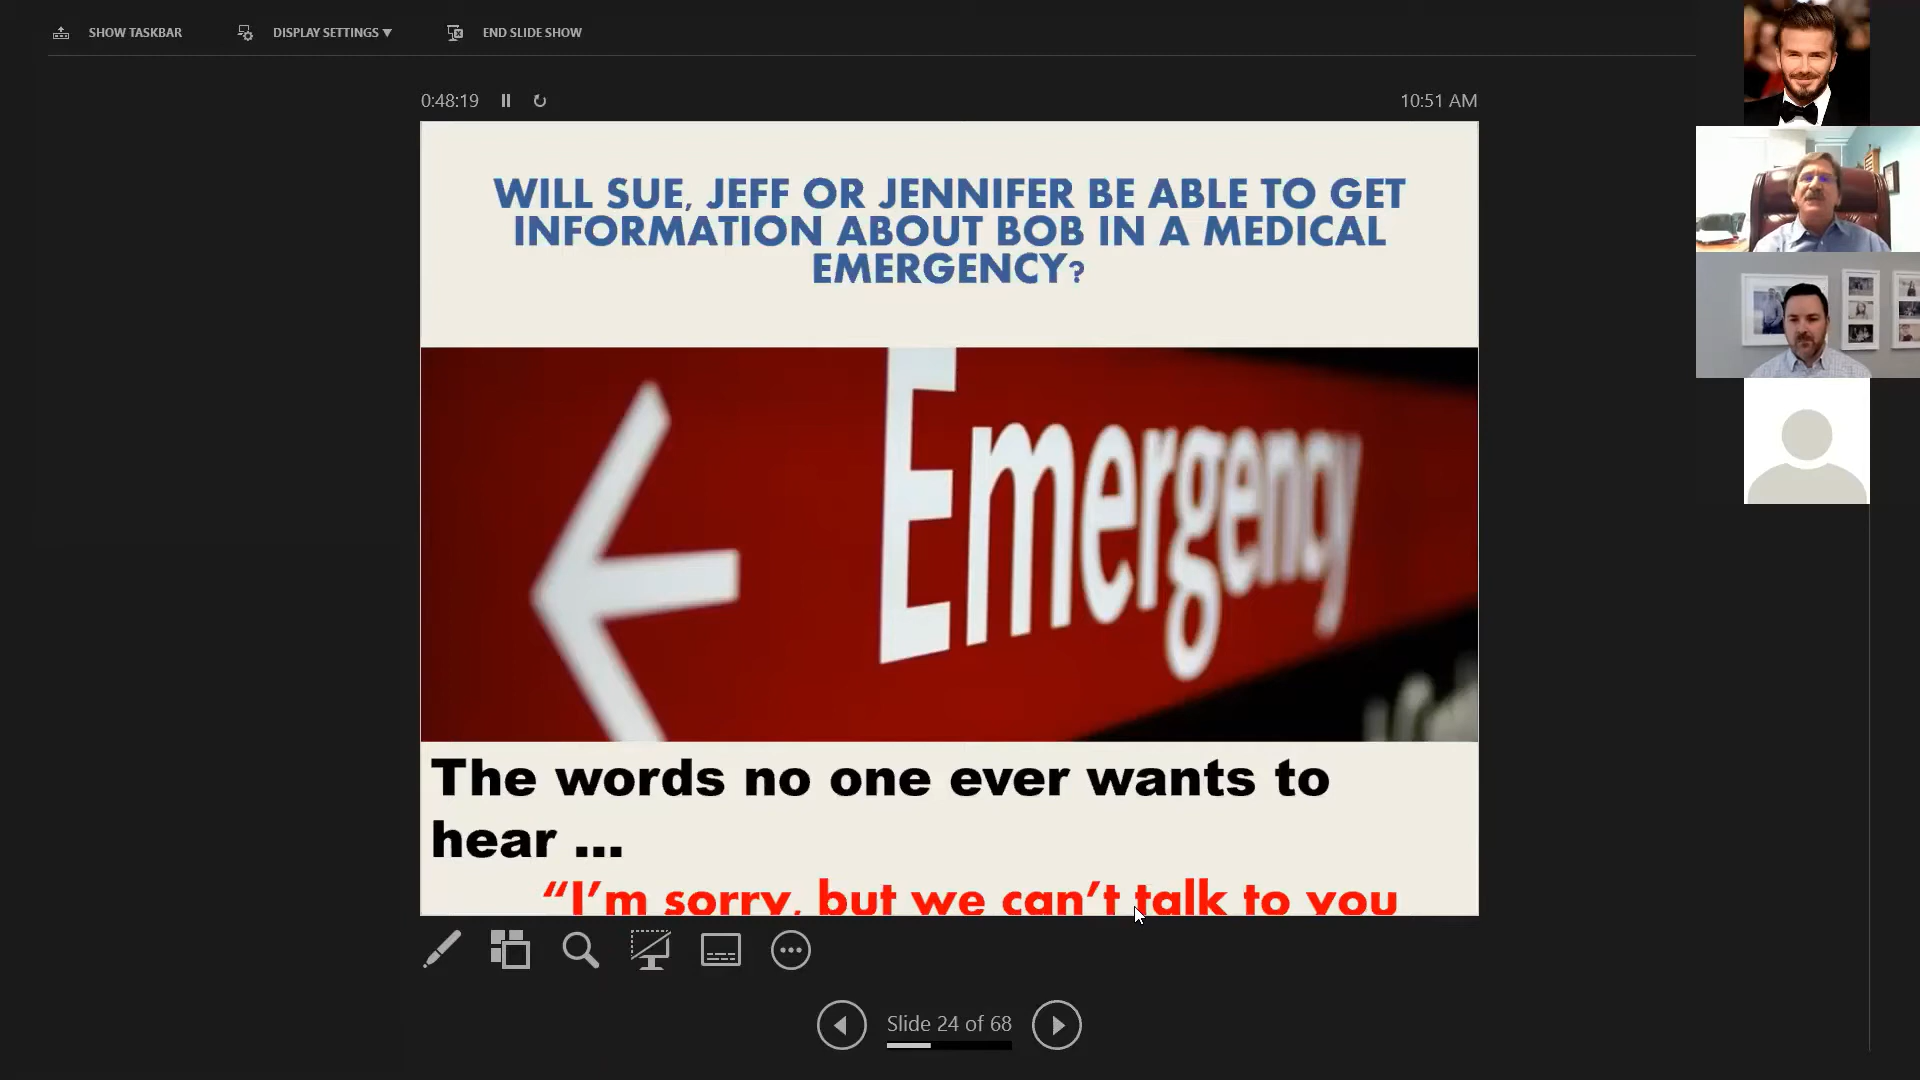 SHOW TASKBAR
DISPLAY SETTINGS ▼
END SLIDE SHOW
0:48:19
10:51 AM
WILL SUE, JEFF OR JENNIFER BE ABLE TO GET
INFORMATION ABOUT BOB IN A MEDICAL
EMERGENCY?
Emergency
The words no one ever wants to
hear ...
“I’m sorry, but we can’t talk to you
Slide 24 of 68